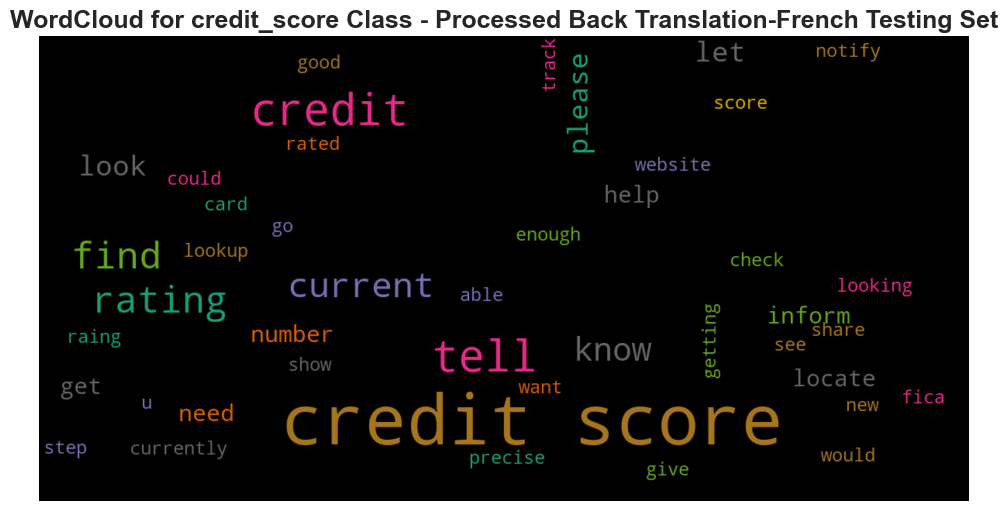 WordCloud for credit_score Class - Processed Back Translation-French Testing Set
good
track
please
let
notify
credit
score
rated
look
could
website
card
help
go
enough
find
lookup
check
current
able
looking
rating
getting
inform
raing
number
share
know
see
tell
show
get
want
locate
u
need
credit score
new
fica
step
currently
precise
give
would